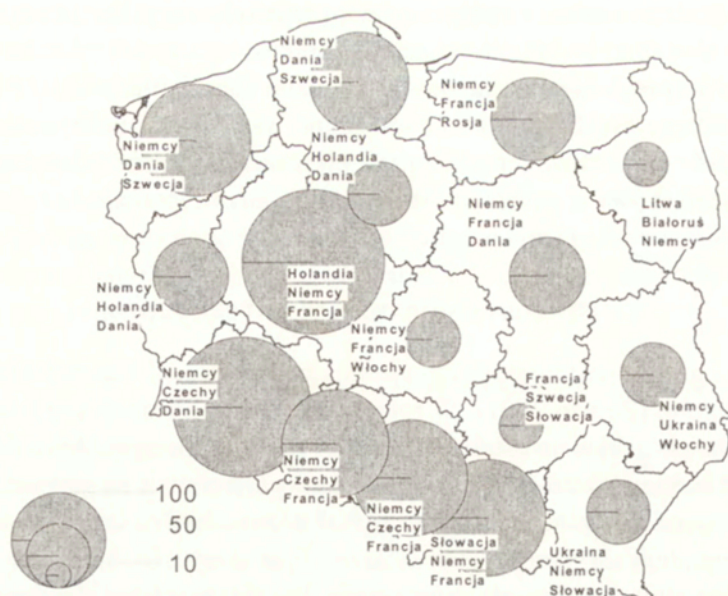 Niemcy
Dania
Szwecja
Niemcy
Francja
Rosja
Niemcy
Dania
Szwecja
Niemcy
Holandia
Dania
Litwa
Białoruś
Niemcy
Niemcy
Francja
Dania
Niemcy
Holandia
Dania
Holandia
Niemcy
Francja
Niemcy
Francja
Włochy
Niemcy
Czechy
Dania
Francja
Szwecja
Słowacja
Niemcy
Ukraina
Włochy
Niemcy
Czechy
Francja
Niemcy
Czechy
Francja
Słowacja
Niemcy
Francja
Ukraina
Niemcy
Słowacja
100
50
10